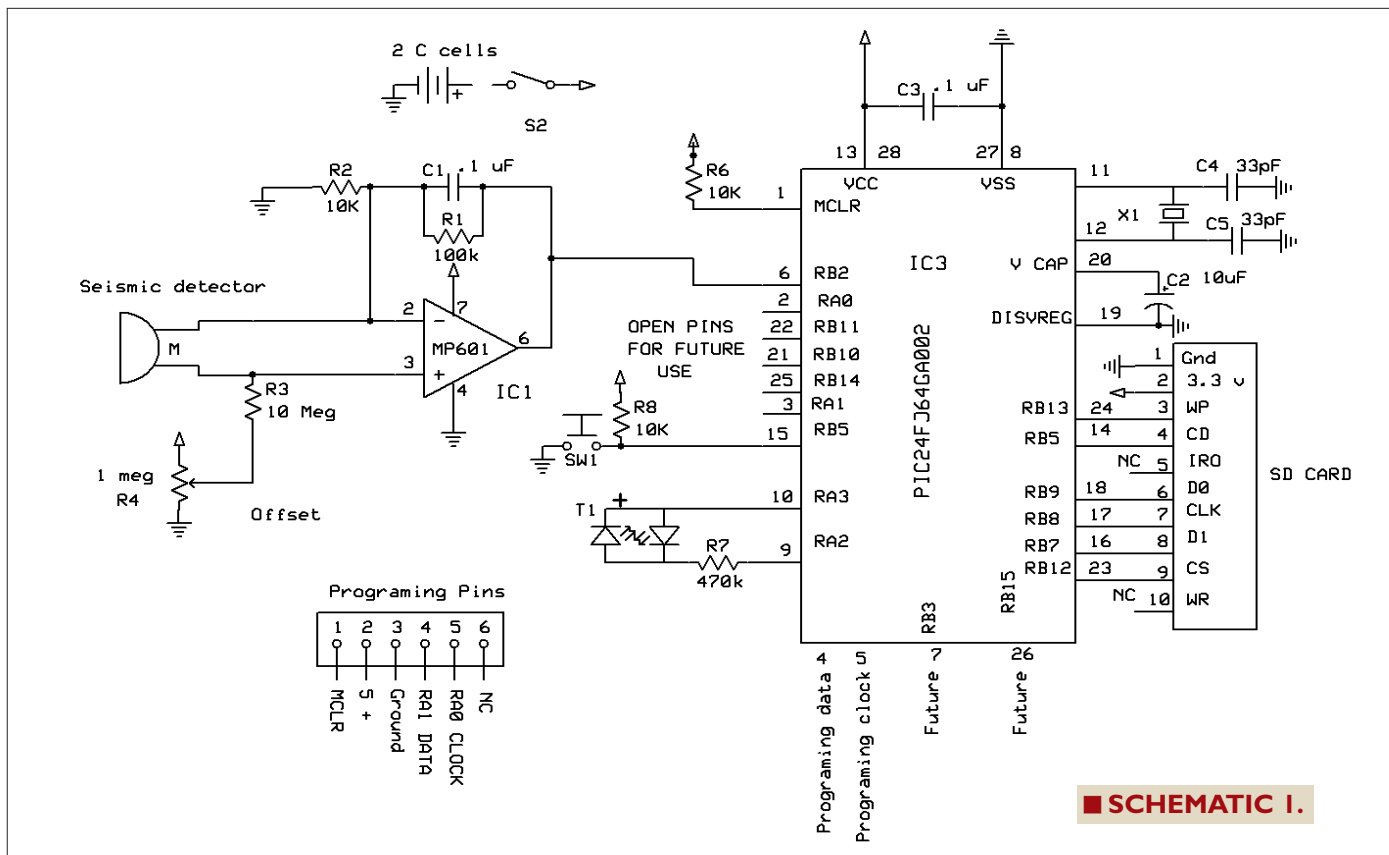 2 C cells
+
S2
C3
.1 uF
13
28
27
8
VCC
VSS
R2
10K
C1
.1 uF
R1
100k
R6
10K
1
MCLR
11
C4
33pF
X1
12
C5
33pF
IC3
V CAP
20
C2
10uF
DISVREG
19
6
RB2
2
RA0
22
RB11
21
RB10
25
RB14
3
RA1
15
RB5
Seismic detector
M
2
-
7
MP601
6
3
+
4
IC1
OPEN PINS
FOR FUTURE
USE
R3
10 Meg
R8
10K
SW1
1 meg
R4
Offset
PIC24FJ64GA002
1
Gnd
2
3.3 v
RB13
24
3
WP
RB5
14
4
CD
NC
5
IRO
RB9
18
6
D0
RB8
17
7
CLK
RB7
16
8
D1
RB12
23
9
CS
NC
10
WR
SD CARD
T1
+
10
RA3
R7
470k
9
RA2
RB3
RB15
Programing Pins
1 2 3 4 5 6
MCLR
5 +
Ground
RA1 DATA
RA0 CLOCK
NC
4
5
7
26
Programing data
Programing clock
Future
Future
■ SCHEMATIC 1.